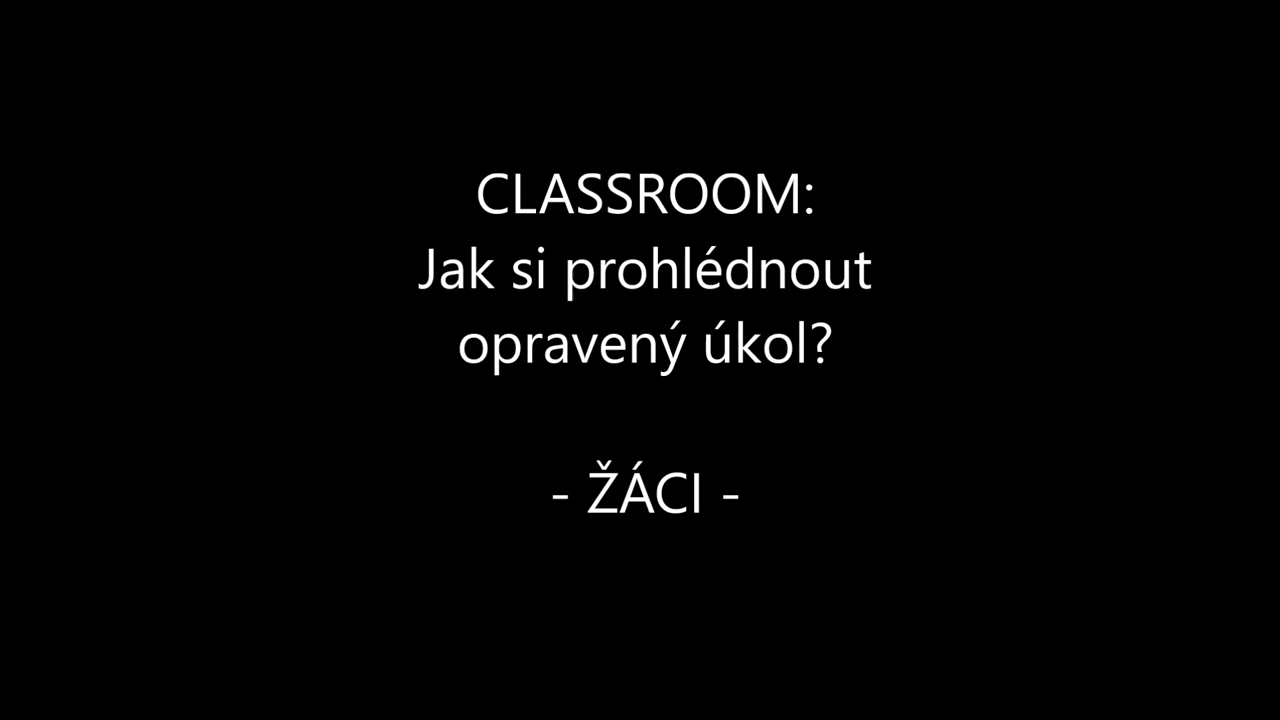 CLASSROOM:
Jak si prohlédnout
opravený úkol?
- ŽÁCI -